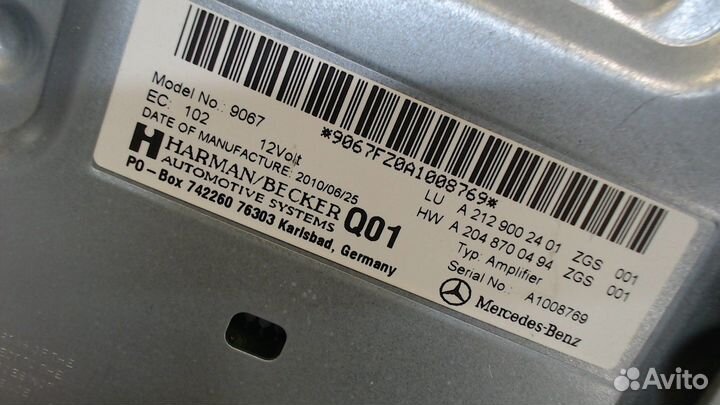 *9067FZ0A1008769*
Model No.: 9067
EC: 102
12Volt
DATE OF MANUFACTURE: 2010/06/25
HARMAN/BECKER
AUTOMOTIVE SYSTEMS
Q01
PO-Box 742260 76303 Karlsbad, Germany
LU A 212 900 24 01 ZGS 001
HW A 204 870 04 94 ZGS 001
Typ: Amplifier
Serial No.: A1008769
Mercedes-Benz
Avito